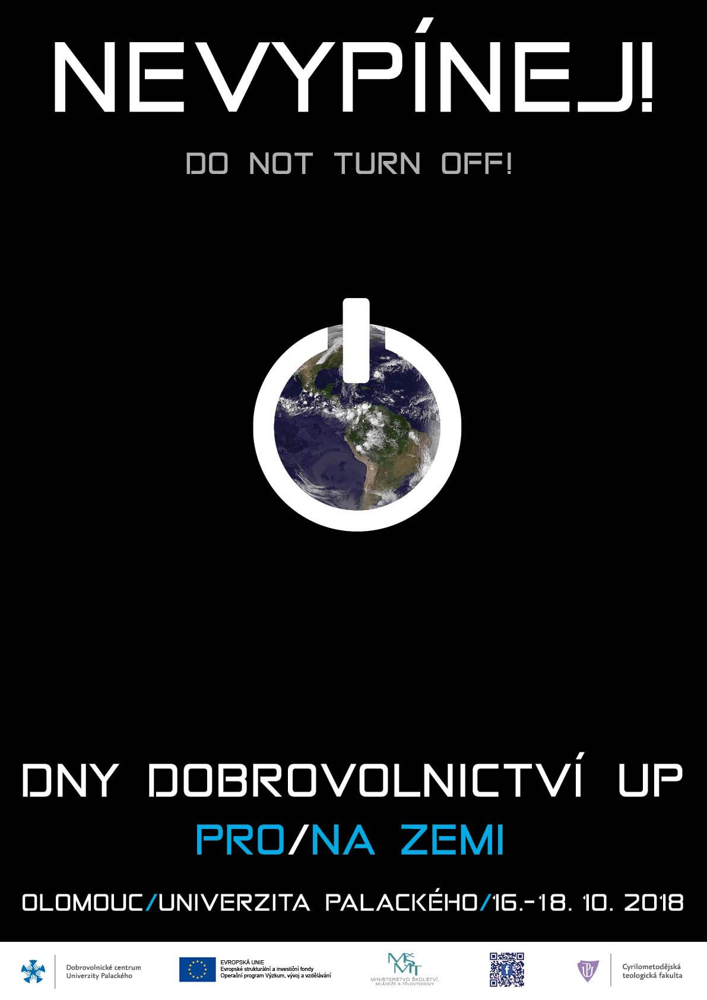 NEVYPÍNEJ!
DO NOT TURN OFF!
DNY DOBROVOLNICTVÍ UP
PRO/NA ZEMI
OLOMOUC/UNIVERZITA PALACKÉHO/16.-18. 10. 2018
Dobrovolnické centrum
Univerzity Palackého
EVROPSKÁ UNIE
Evropské strukturální a investiční fondy
Operační program Výzkum, vývoj a vzdělávání
MŠMT
MINISTERSTVO ŠKOLSTVÍ,
MLÁDEŽE A TĚLOVÝCHOVY
f
UP
Cyrilometodějská
teologická fakulta